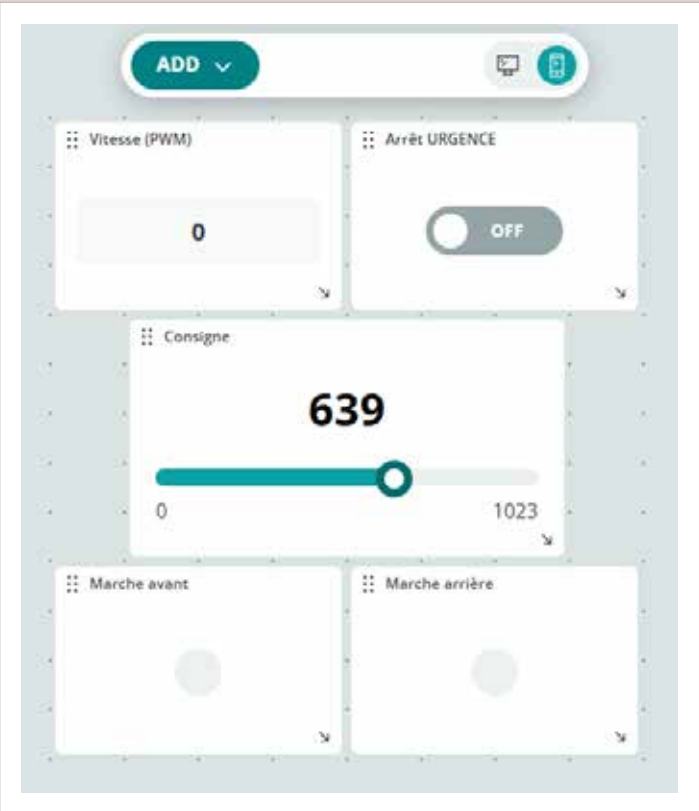 ADD
Vitesse (PWM)
Arrêt URGENCE
0
OFF
Consigne
639
0
1023
Marche avant
Marche arrière